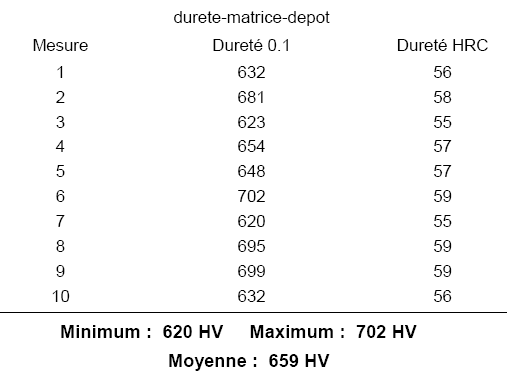 durete-matrice-depot
Mesure Dureté 0.1 Dureté HRC
1 632 56
2 681 58
3 623 55
4 654 57
5 648 57
6 702 59
7 620 55
8 695 59
9 699 59
10 632 56
Minimum : 620 HV Maximum : 702 HV
Moyenne : 659 HV